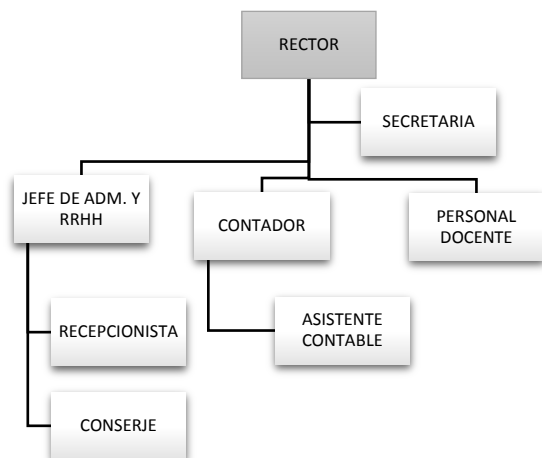 RECTOR
SECRETARIA
JEFE DE ADM. Y
RRHH
CONTADOR
PERSONAL
DOCENTE
RECEPCIONISTA
ASISTENTE
CONTABLE
CONSERJE